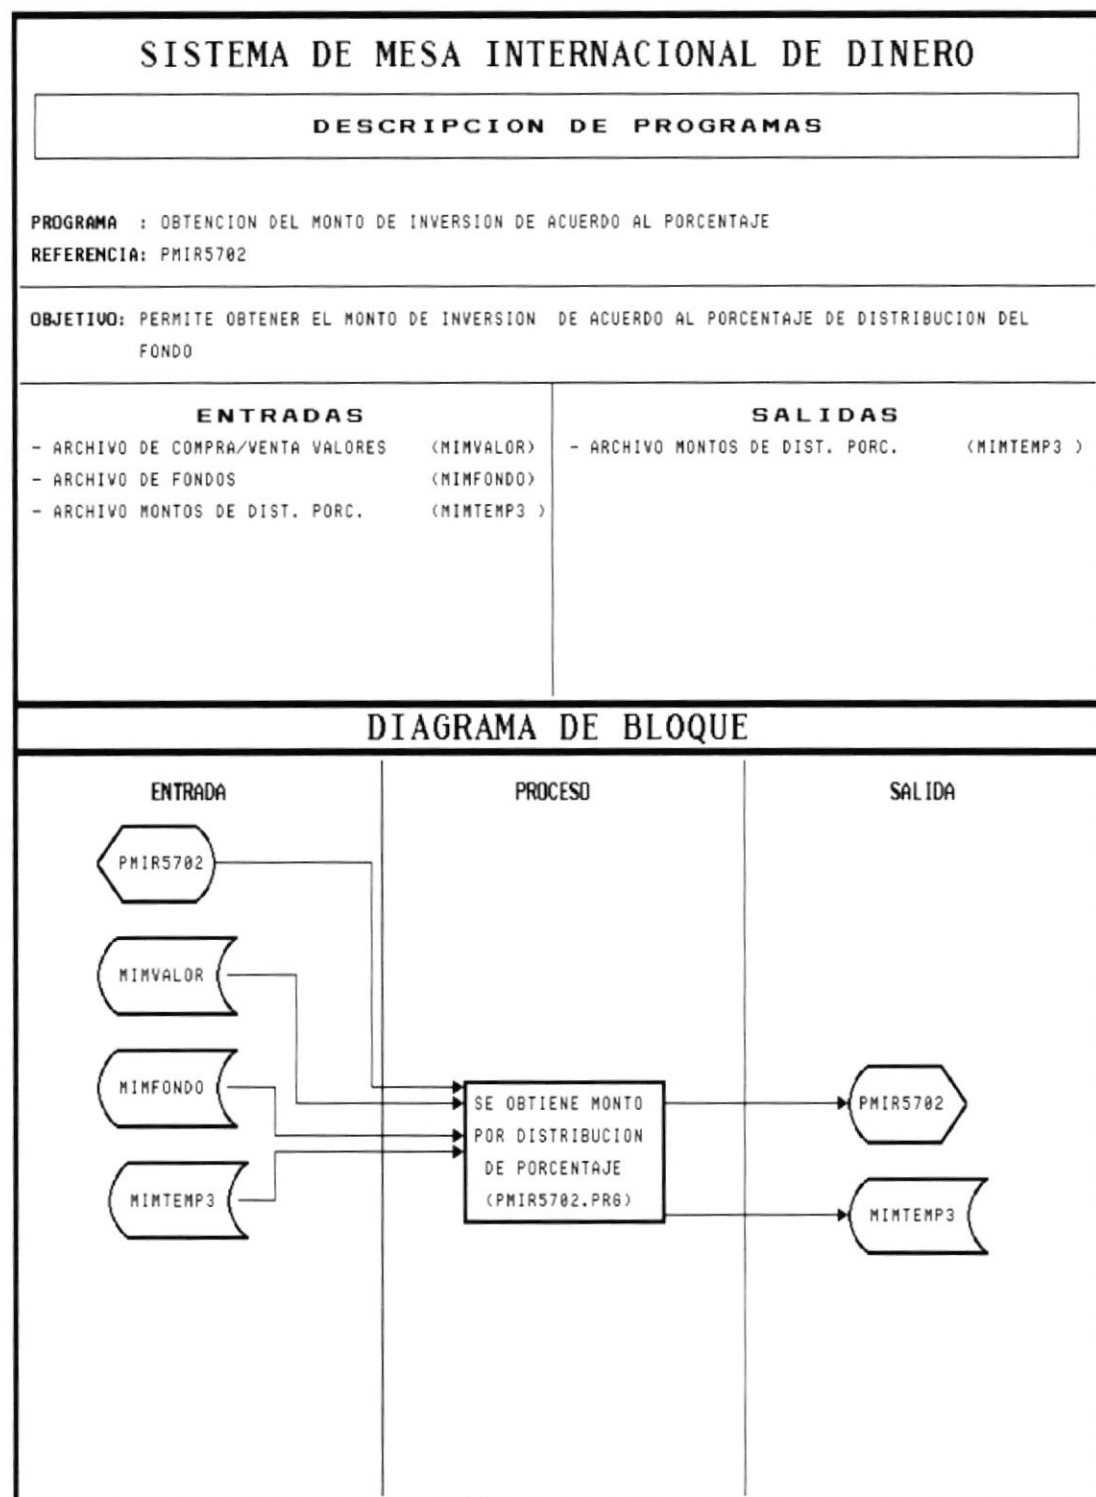 SISTEMA DE MESA INTERNACIONAL DE DINERO
DESCRIPCION DE PROGRAMAS
PROGRAMA : OBTENCION DEL MONTO DE INVERSION DE ACUERDO AL PORCENTAJE
REFERENCIA: PMIR5702
OBJETIVO: PERMITE OBTENER EL MONTO DE INVERSION DE ACUERDO AL PORCENTAJE DE DISTRIBUCION DEL
FONDO
ENTRADAS
- ARCHIVO DE COMPRA/VENTA VALORES (MIMVALOR)
- ARCHIVO DE FONDOS (MIMFONDO)
- ARCHIVO MONTOS DE DIST. PORC. (MIMTEMP3 )
SALIDAS
- ARCHIVO MONTOS DE DIST. PORC. (MIMTEMP3 )
DIAGRAMA DE BLOQUE
ENTRADA
PMIR5702
MIMVALOR
MIMFONDO
MIMTEMP3
PROCESO
SE OBTIENE MONTO
POR DISTRIBUCION
DE PORCENTAJE
(PMIR5702.PRG)
SALIDA
PMIR5702
MIMTEMP3